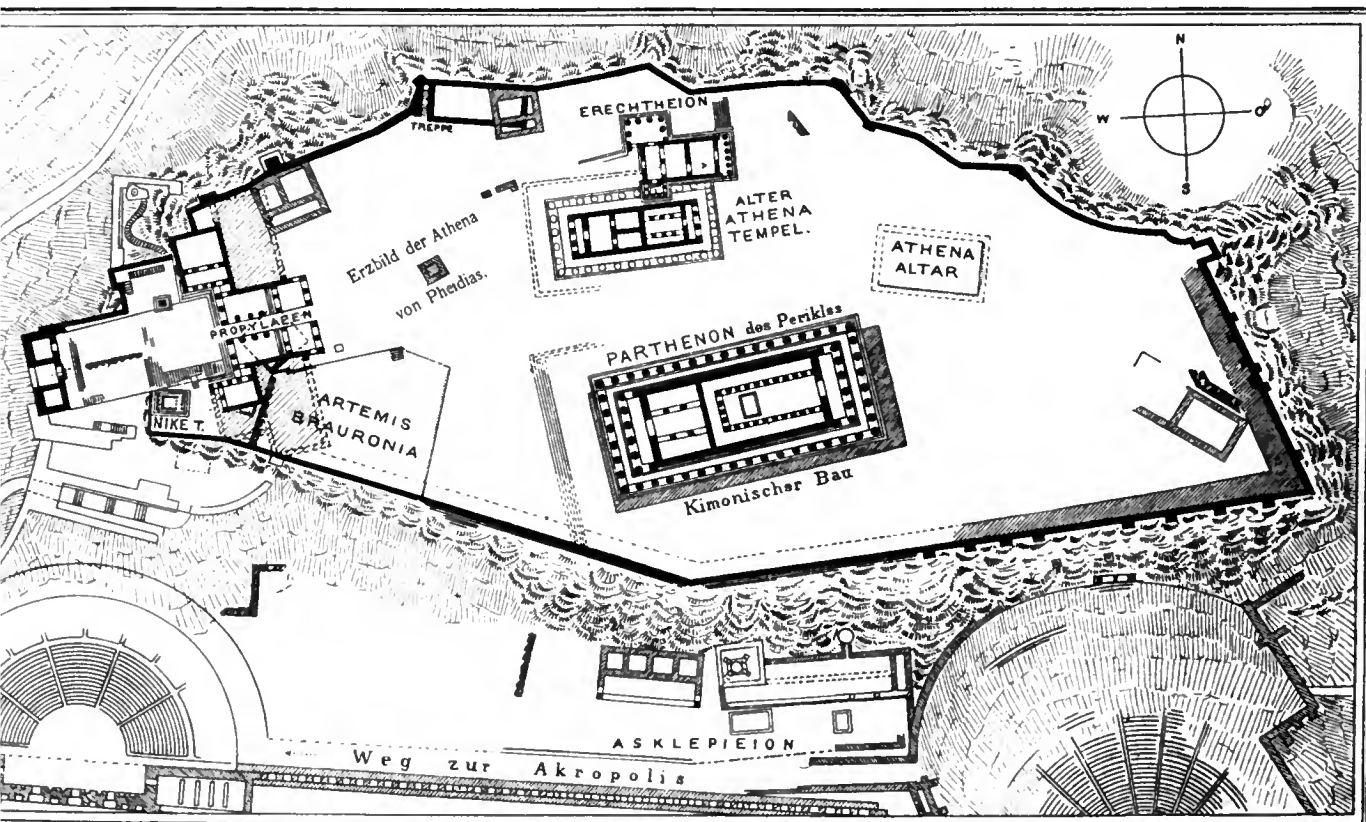 N
W
S
TREPPE
ERECHTHEION
ALTER
ATHENA
TEMPEL.
ATHENA
ALTAR
Erzbild der Athena
von Pheidias.
PROPYLAEEN
PARTHENON des Perikles
NIKE T.
ARTEMIS
BRAURONIA
Kimonischer Bau
ASKLEPIEION
Weg zur Akropolis